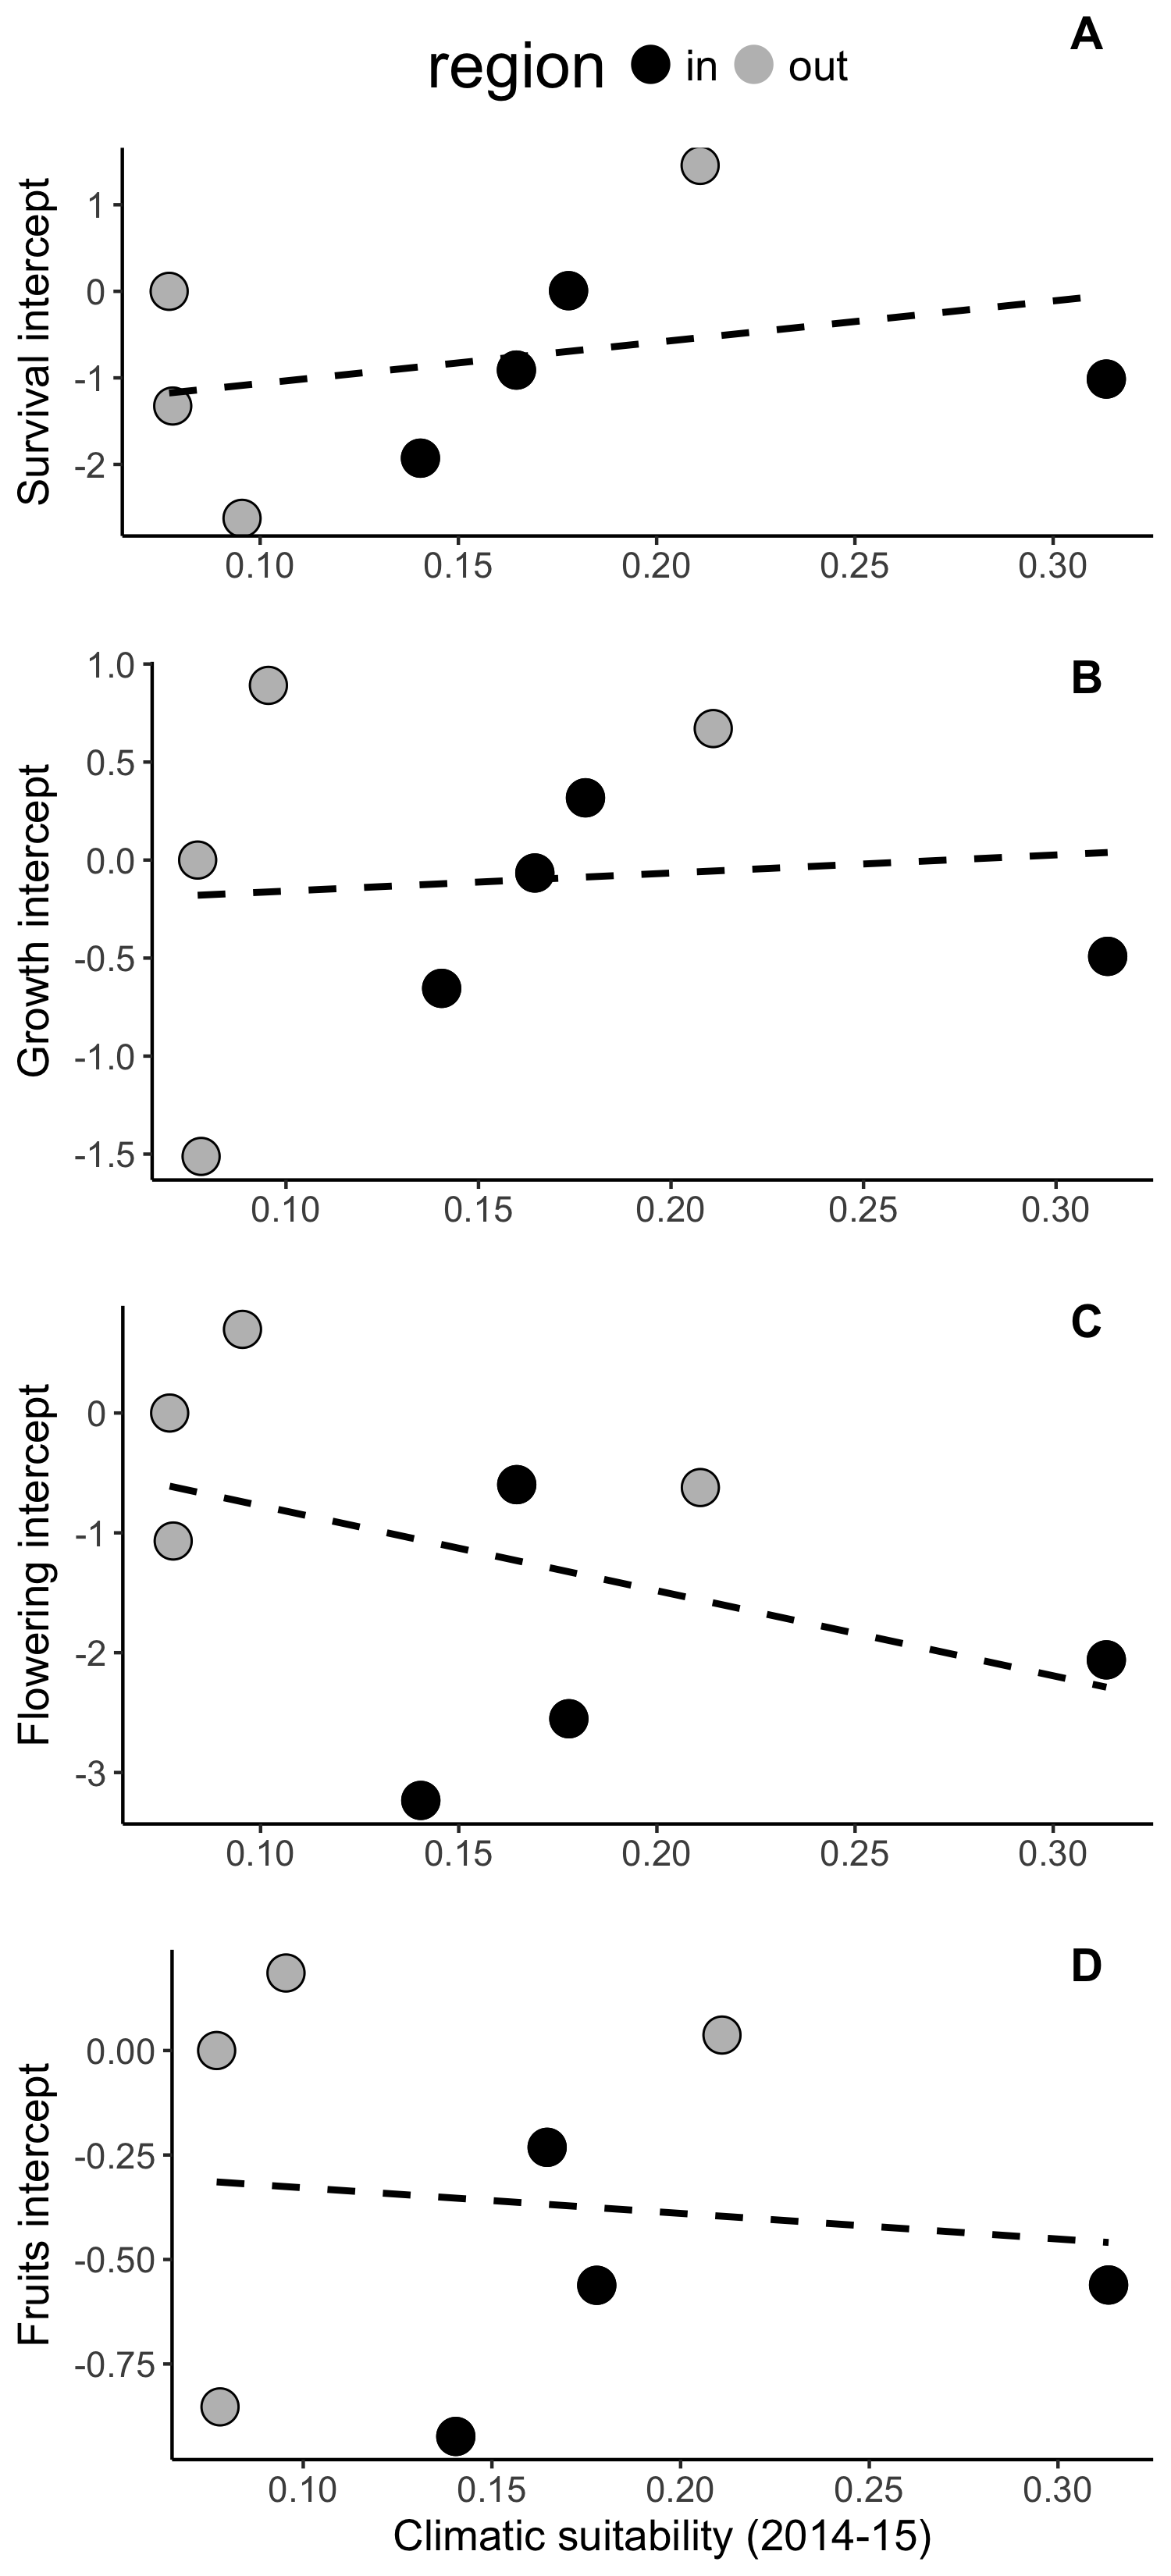 A
region in out
Survival intercept
1
0
-1
-2
0.10 0.15 0.20 0.25 0.30
B
Growth intercept
1.0
0.5
0.0
-0.5
-1.0
-1.5
0.10 0.15 0.20 0.25 0.30
C
Flowering intercept
0
-1
-2
-3
0.10 0.15 0.20 0.25 0.30
D
Fruits intercept
0.00
-0.25
-0.50
-0.75
0.10 0.15 0.20 0.25 0.30
Climatic suitability (2014-15)